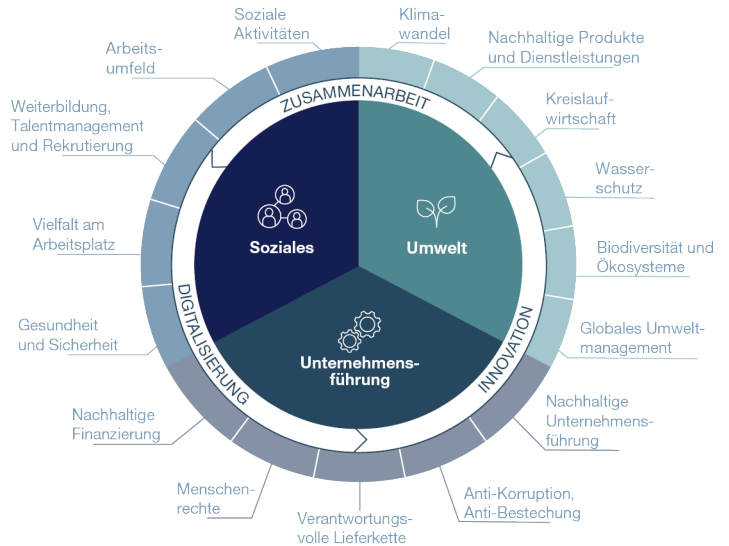 Soziale
Aktivitäten
Klima-
wandel
Nachhaltige Produkte
und Dienstleistungen
Arbeits-
umfeld
Kreislauf-
wirtschaft
Weiterbildung,
Talentmanagement
und Rekrutierung
Wasser-
schutz
Vielfalt am
Arbeitsplatz
Biodiversität und
Ökosysteme
Gesundheit
und Sicherheit
Globales Umwelt-
management
Nachhaltige
Finanzierung
Nachhaltige
Unternehmens-
führung
Menschen-
rechte
Anti-Korruption,
Anti-Bestechung
Verantwortungs-
volle Lieferkette
ZUSAMMENARBEIT
DIGITALISIERUNG
INNOVATION
Soziales
Umwelt
Unternehmens-
führung